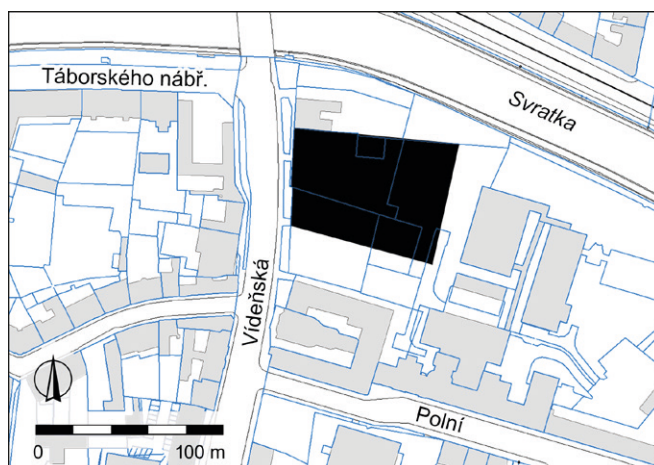 Táborského nábř.
Svratka
Vídeňská
Polní
0 100 m